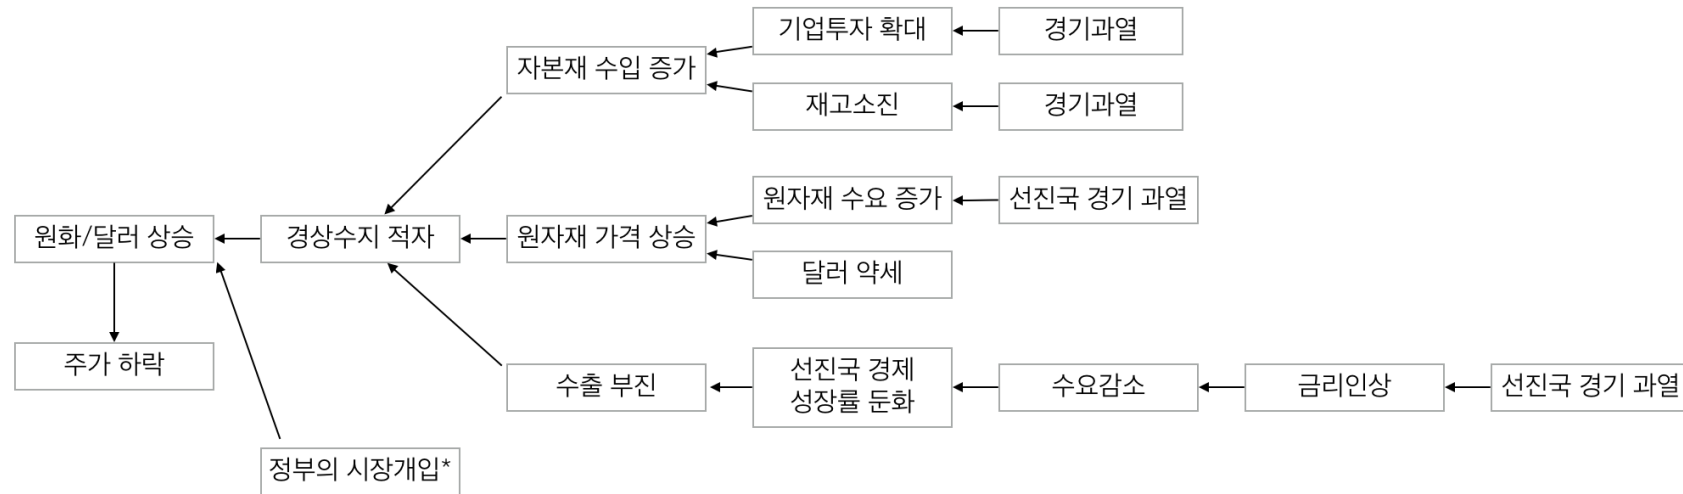 기업투자 확대
경기과열
자본재 수입 증가
재고소진
경기과열
원자재 수요 증가
선진국 경기 과열
원화/달러 상승
경상수지 적자
원자재 가격 상승
달러 약세
주가 하락
수출 부진
선진국 경제
성장률 둔화
수요감소
금리인상
선진국 경기 과열
정부의 시장개입*